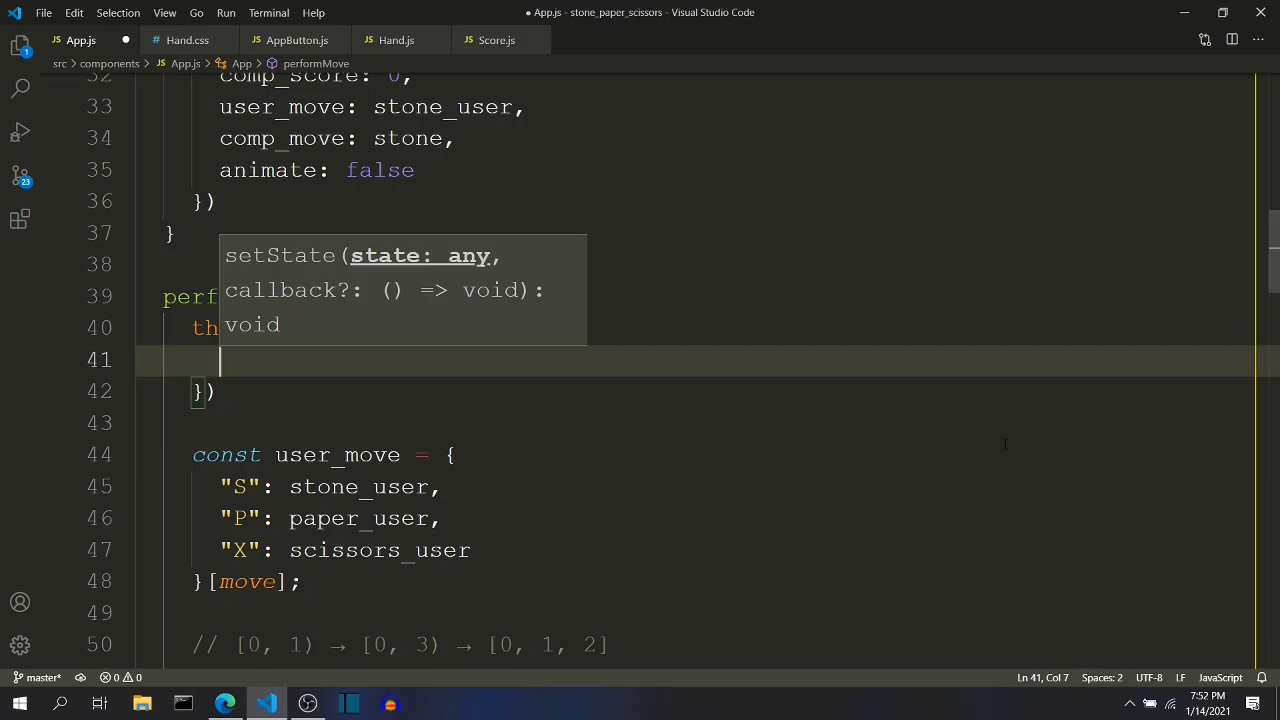 File Edit Selection View Go Run Terminal Help
● App.js - stone_paper_scissors - Visual Studio Code
App.js ● # Hand.css AppButton.js Hand.js Score.js
src > components > App.js > App > performMove
32 comp_score: 0,
33 user_move: stone_user,
34 comp_move: stone,
35 animate: false
36 })
37 }
38
setState(state: any,
callback?: () => void):
void
39 perf
40 th
41
42 })
43
44 const user_move = {
45 "S": stone_user,
46 "P": paper_user,
47 "X": scissors_user
48 }[move];
49
50 // [0, 1) → [0, 3) → [0, 1, 2]
1
23
master* 0 0 Ln 41, Col 7 Spaces: 2 UTF-8 LF JavaScript
7:52 PM
1/14/2021